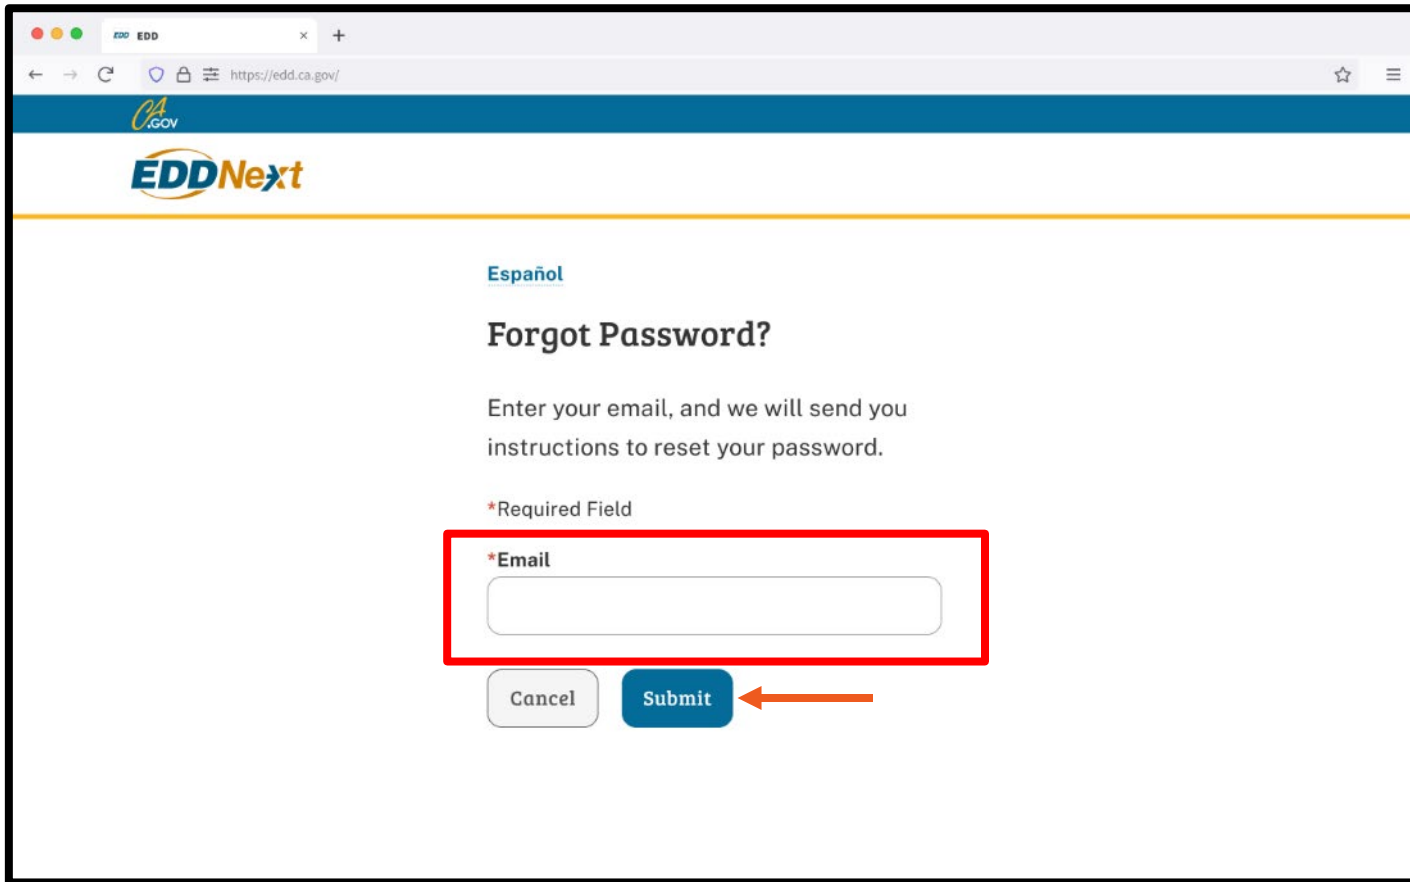 EDD EDD
https://edd.ca.gov/
CA.GOV
EDDNext
Español
Forgot Password?
Enter your email, and we will send you
instructions to reset your password.
*Required Field
*Email
Cancel Submit